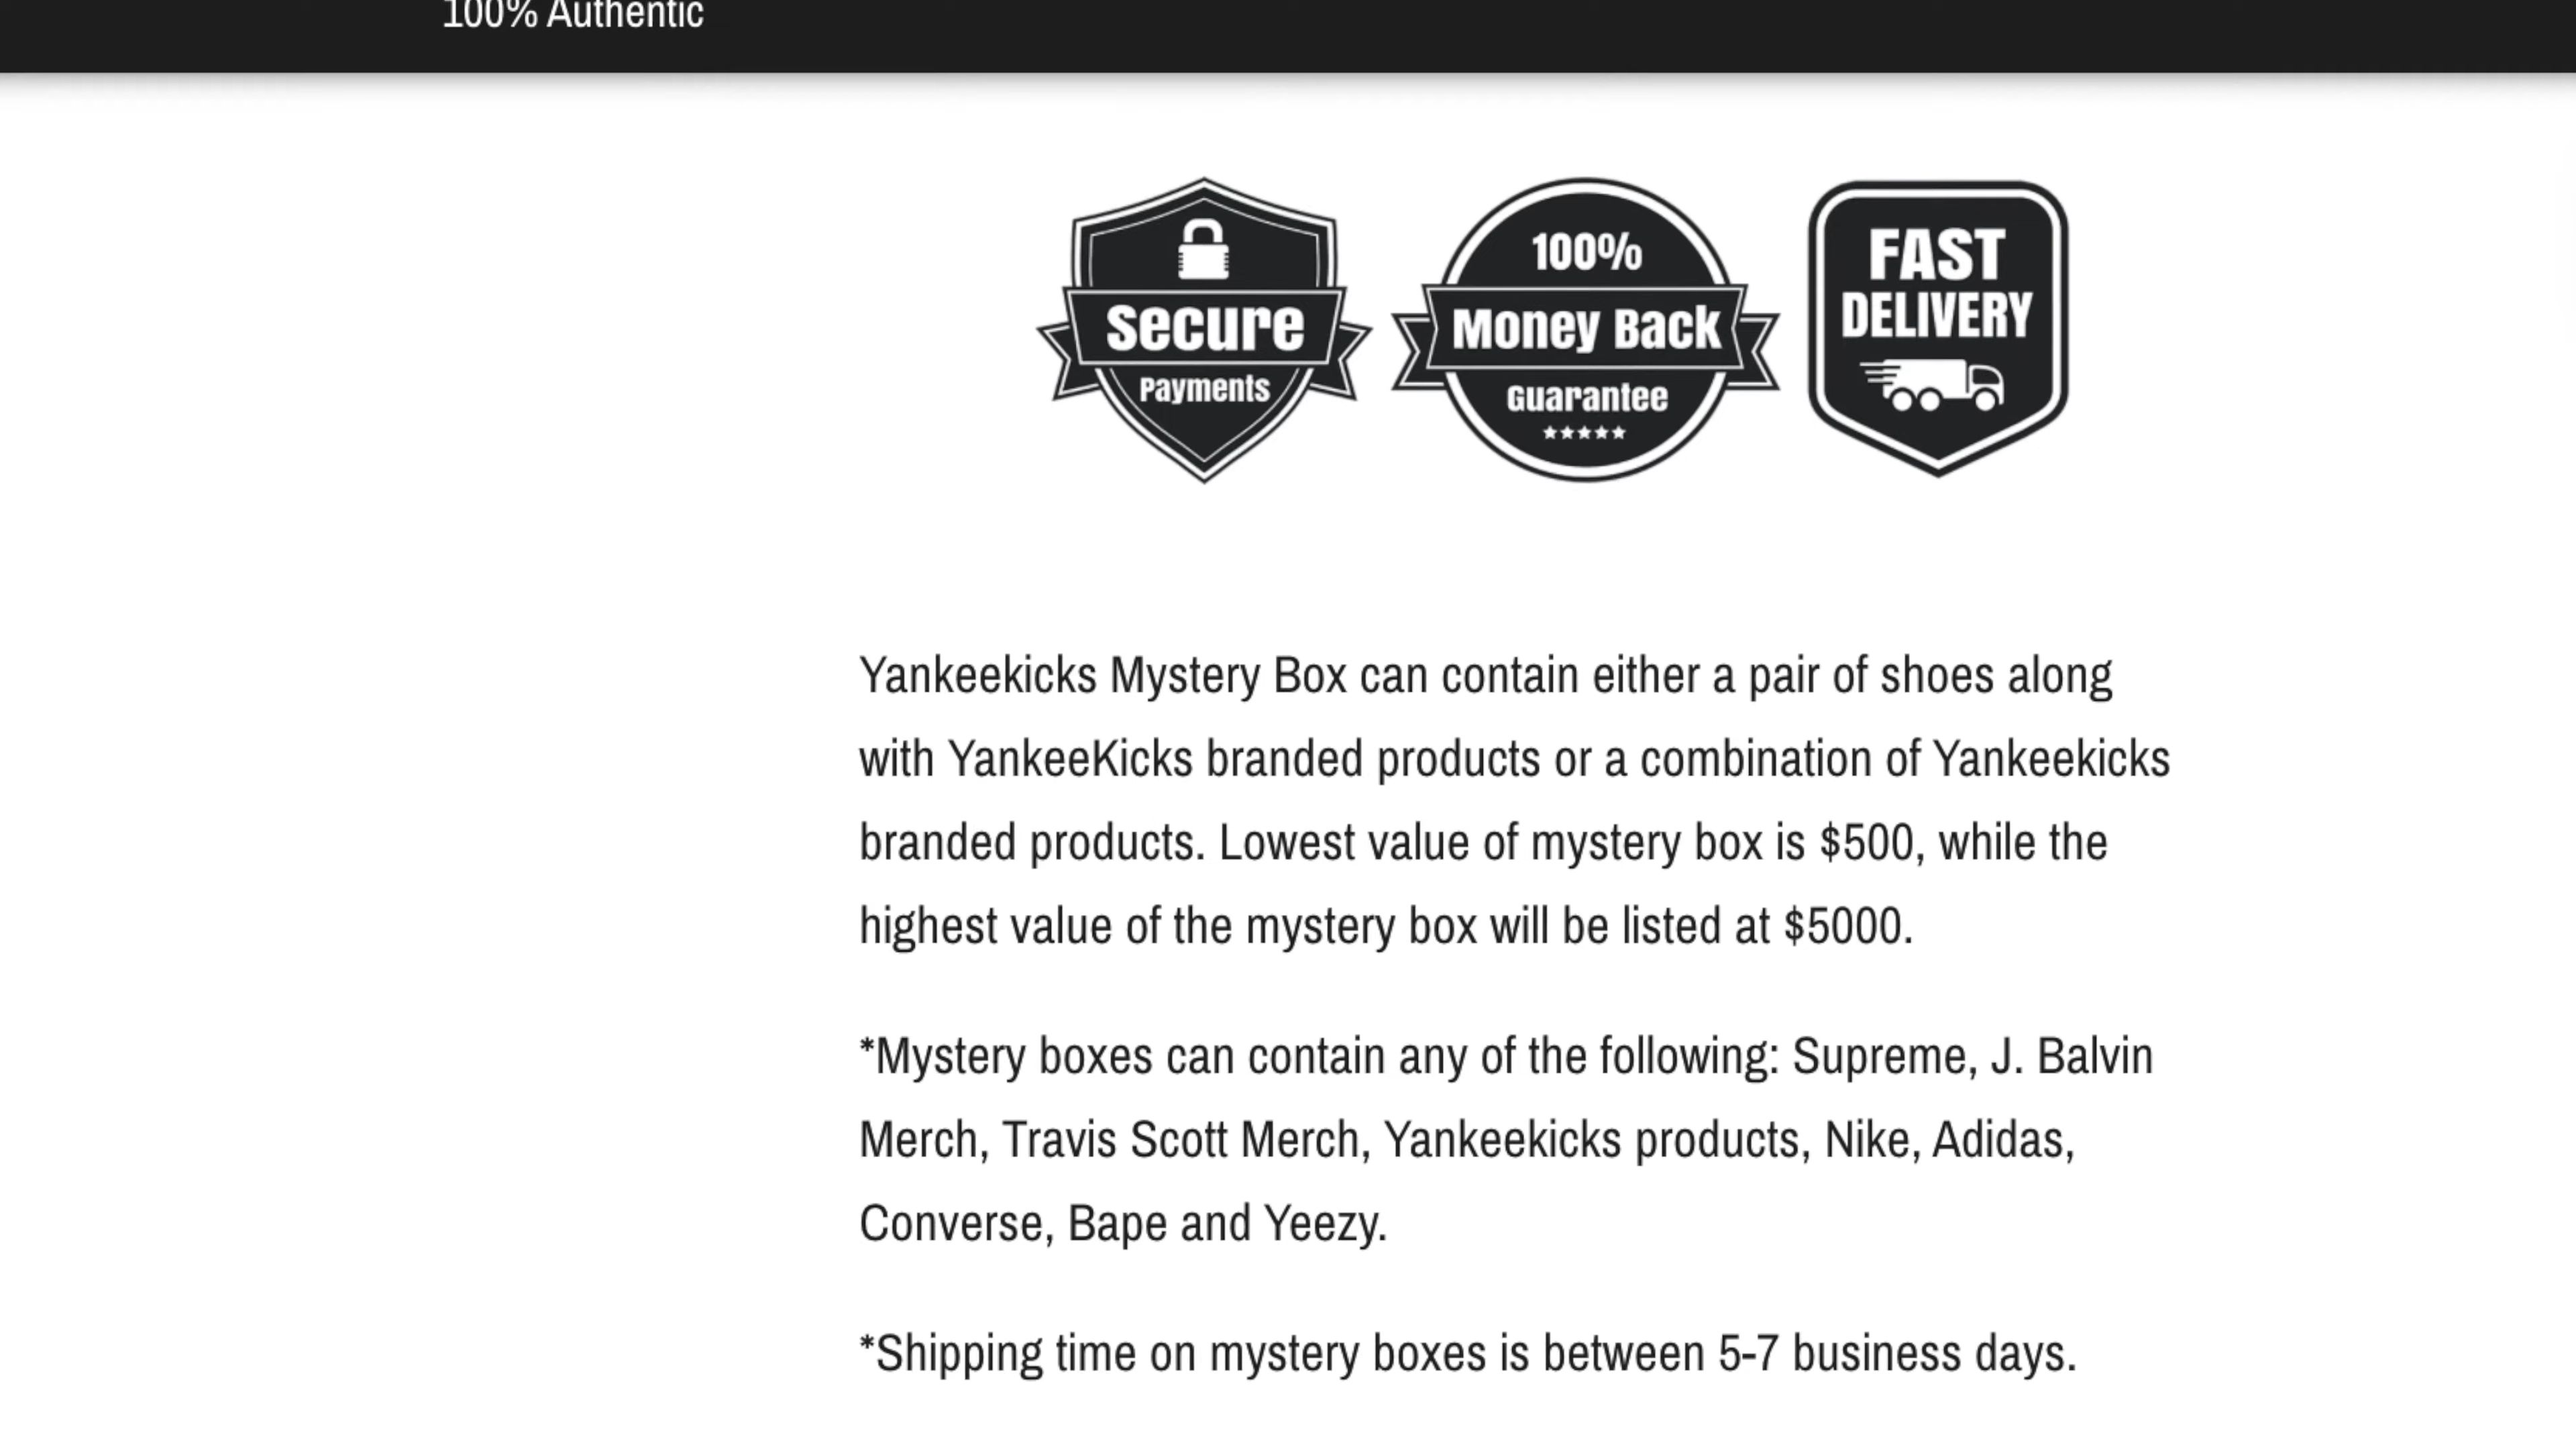 100% Authentic
Secure
Payments
100%
Money Back
Guarantee
FAST
DELIVERY
Yankeekicks Mystery Box can contain either a pair of shoes along
with YankeeKicks branded products or a combination of Yankeekicks
branded products. Lowest value of mystery box is $500, while the
highest value of the mystery box will be listed at $5000.
*Mystery boxes can contain any of the following: Supreme, J. Balvin
Merch, Travis Scott Merch, Yankeekicks products, Nike, Adidas,
Converse, Bape and Yeezy.
*Shipping time on mystery boxes is between 5-7 business days.